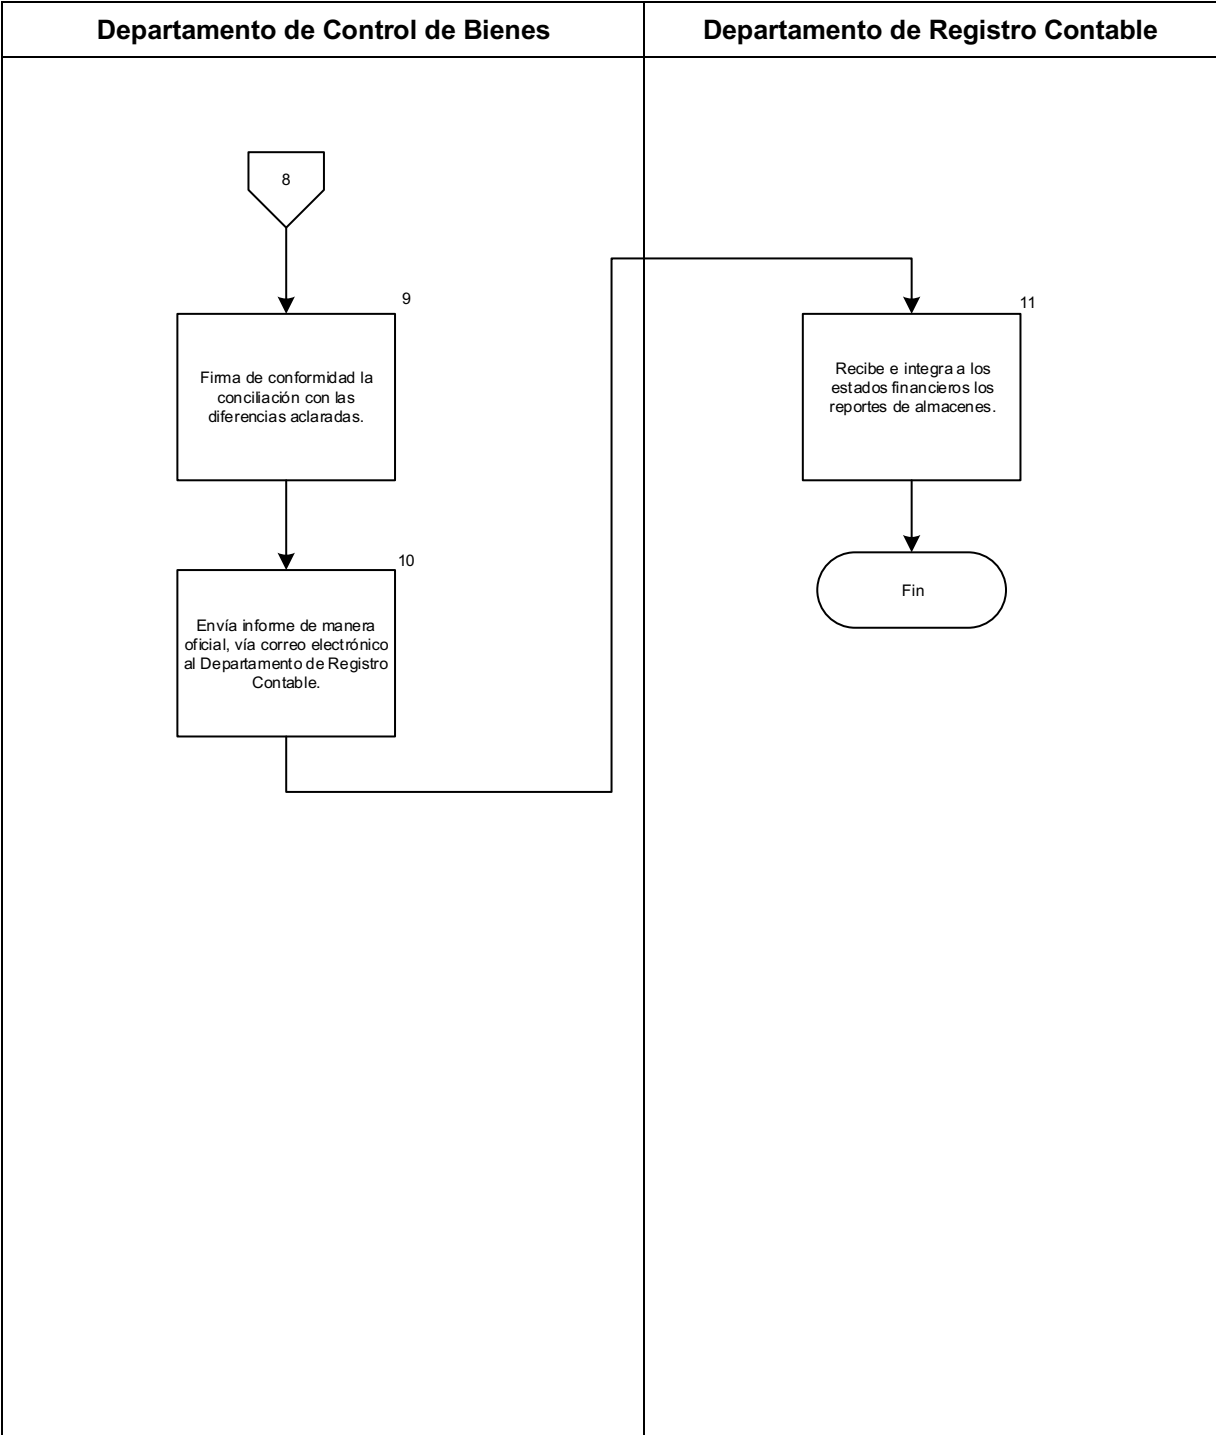 Departamento de Control de Bienes
Departamento de Registro Contable
8
9
Firma de conformidad la
conciliación con las
diferencias aclaradas.
10
Envía informe de manera
oficial, vía correo electrónico
al Departamento de Registro
Contable.
11
Recibe e integra a los
estados financieros los
reportes de almacenes.
Fin